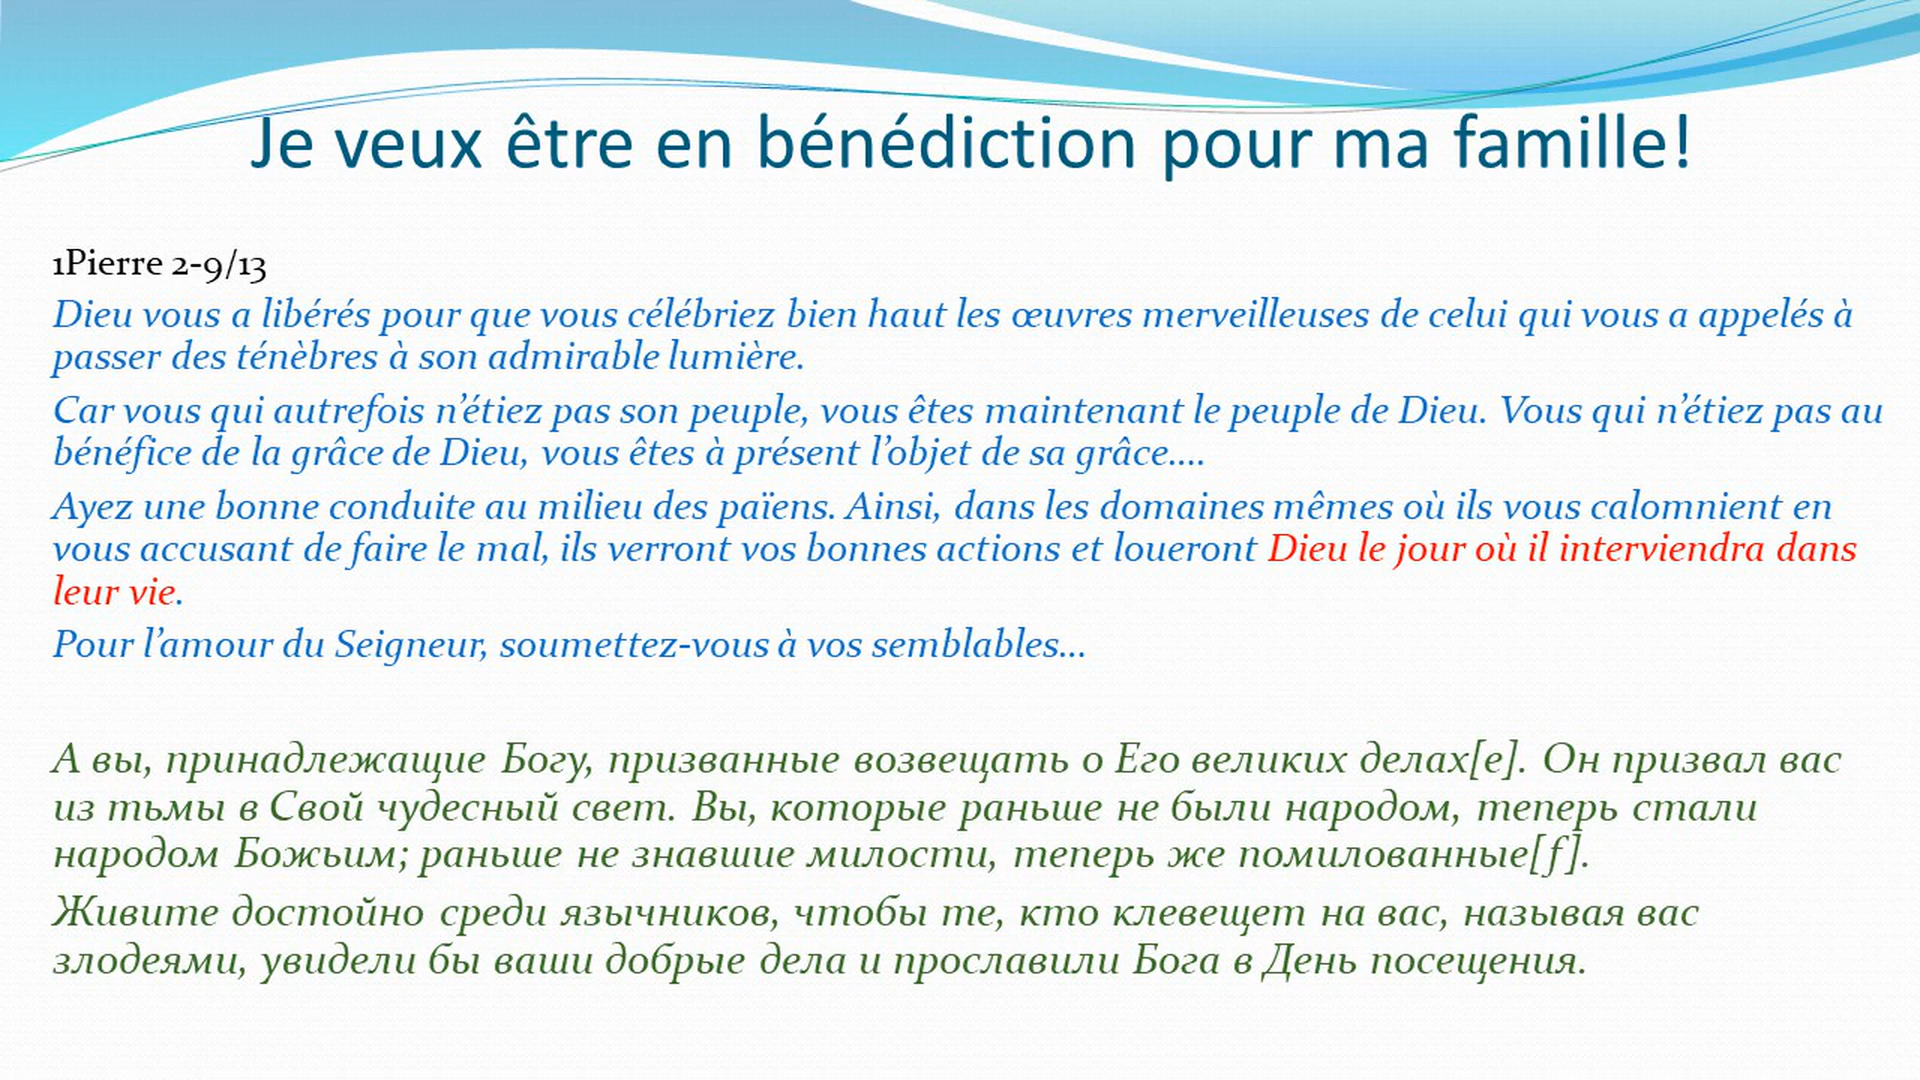 Je veux être en bénédiction pour ma famille!
1Pierre 2-9/13
Dieu vous a libérés pour que vous célébriez bien haut les œuvres merveilleuses de celui qui vous a appelés à
passer des ténèbres à son admirable lumière.
Car vous qui autrefois n’étiez pas son peuple, vous êtes maintenant le peuple de Dieu. Vous qui n’étiez pas au
bénéfice de la grâce de Dieu, vous êtes à présent l’objet de sa grâce....
Ayez une bonne conduite au milieu des païens. Ainsi, dans les domaines mêmes où ils vous calomnient en
vous accusant de faire le mal, ils verront vos bonnes actions et loueront Dieu le jour où il interviendra dans
leur vie.
Pour l’amour du Seigneur, soumettez-vous à vos semblables...
А вы, принадлежащие Богу, призванные возвещать о Его великих делах[e]. Он призвал вас
из тьмы в Свой чудесный свет. Вы, которые раньше не были народом, теперь стали
народом Божьим; раньше не знавшие милости, теперь же помилованные[f].
Живите достойно среди язычников, чтобы те, кто клевещет на вас, называя вас
злодеями, увидели бы ваши добрые дела и прославили Бога в День посещения.